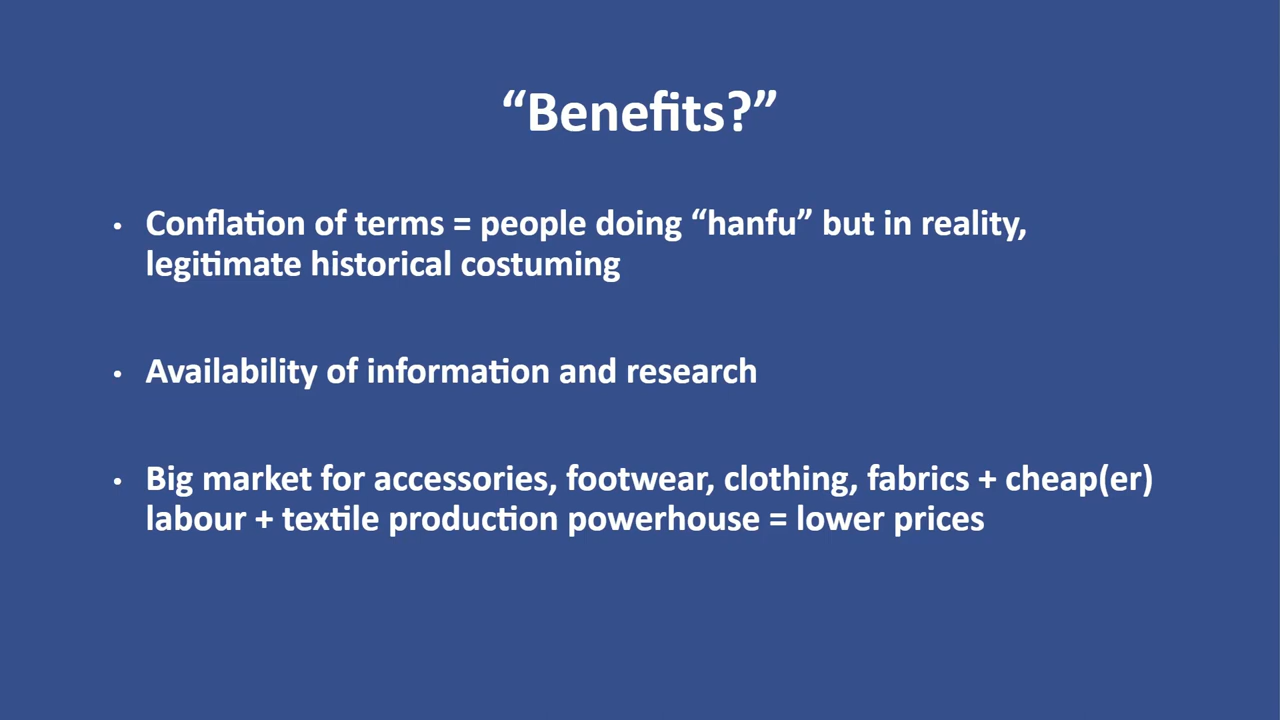 “Benefits?”
• Conflation of terms = people doing “hanfu” but in reality,
legitimate historical costuming
• Availability of information and research
• Big market for accessories, footwear, clothing, fabrics + cheap(er)
labour + textile production powerhouse = lower prices